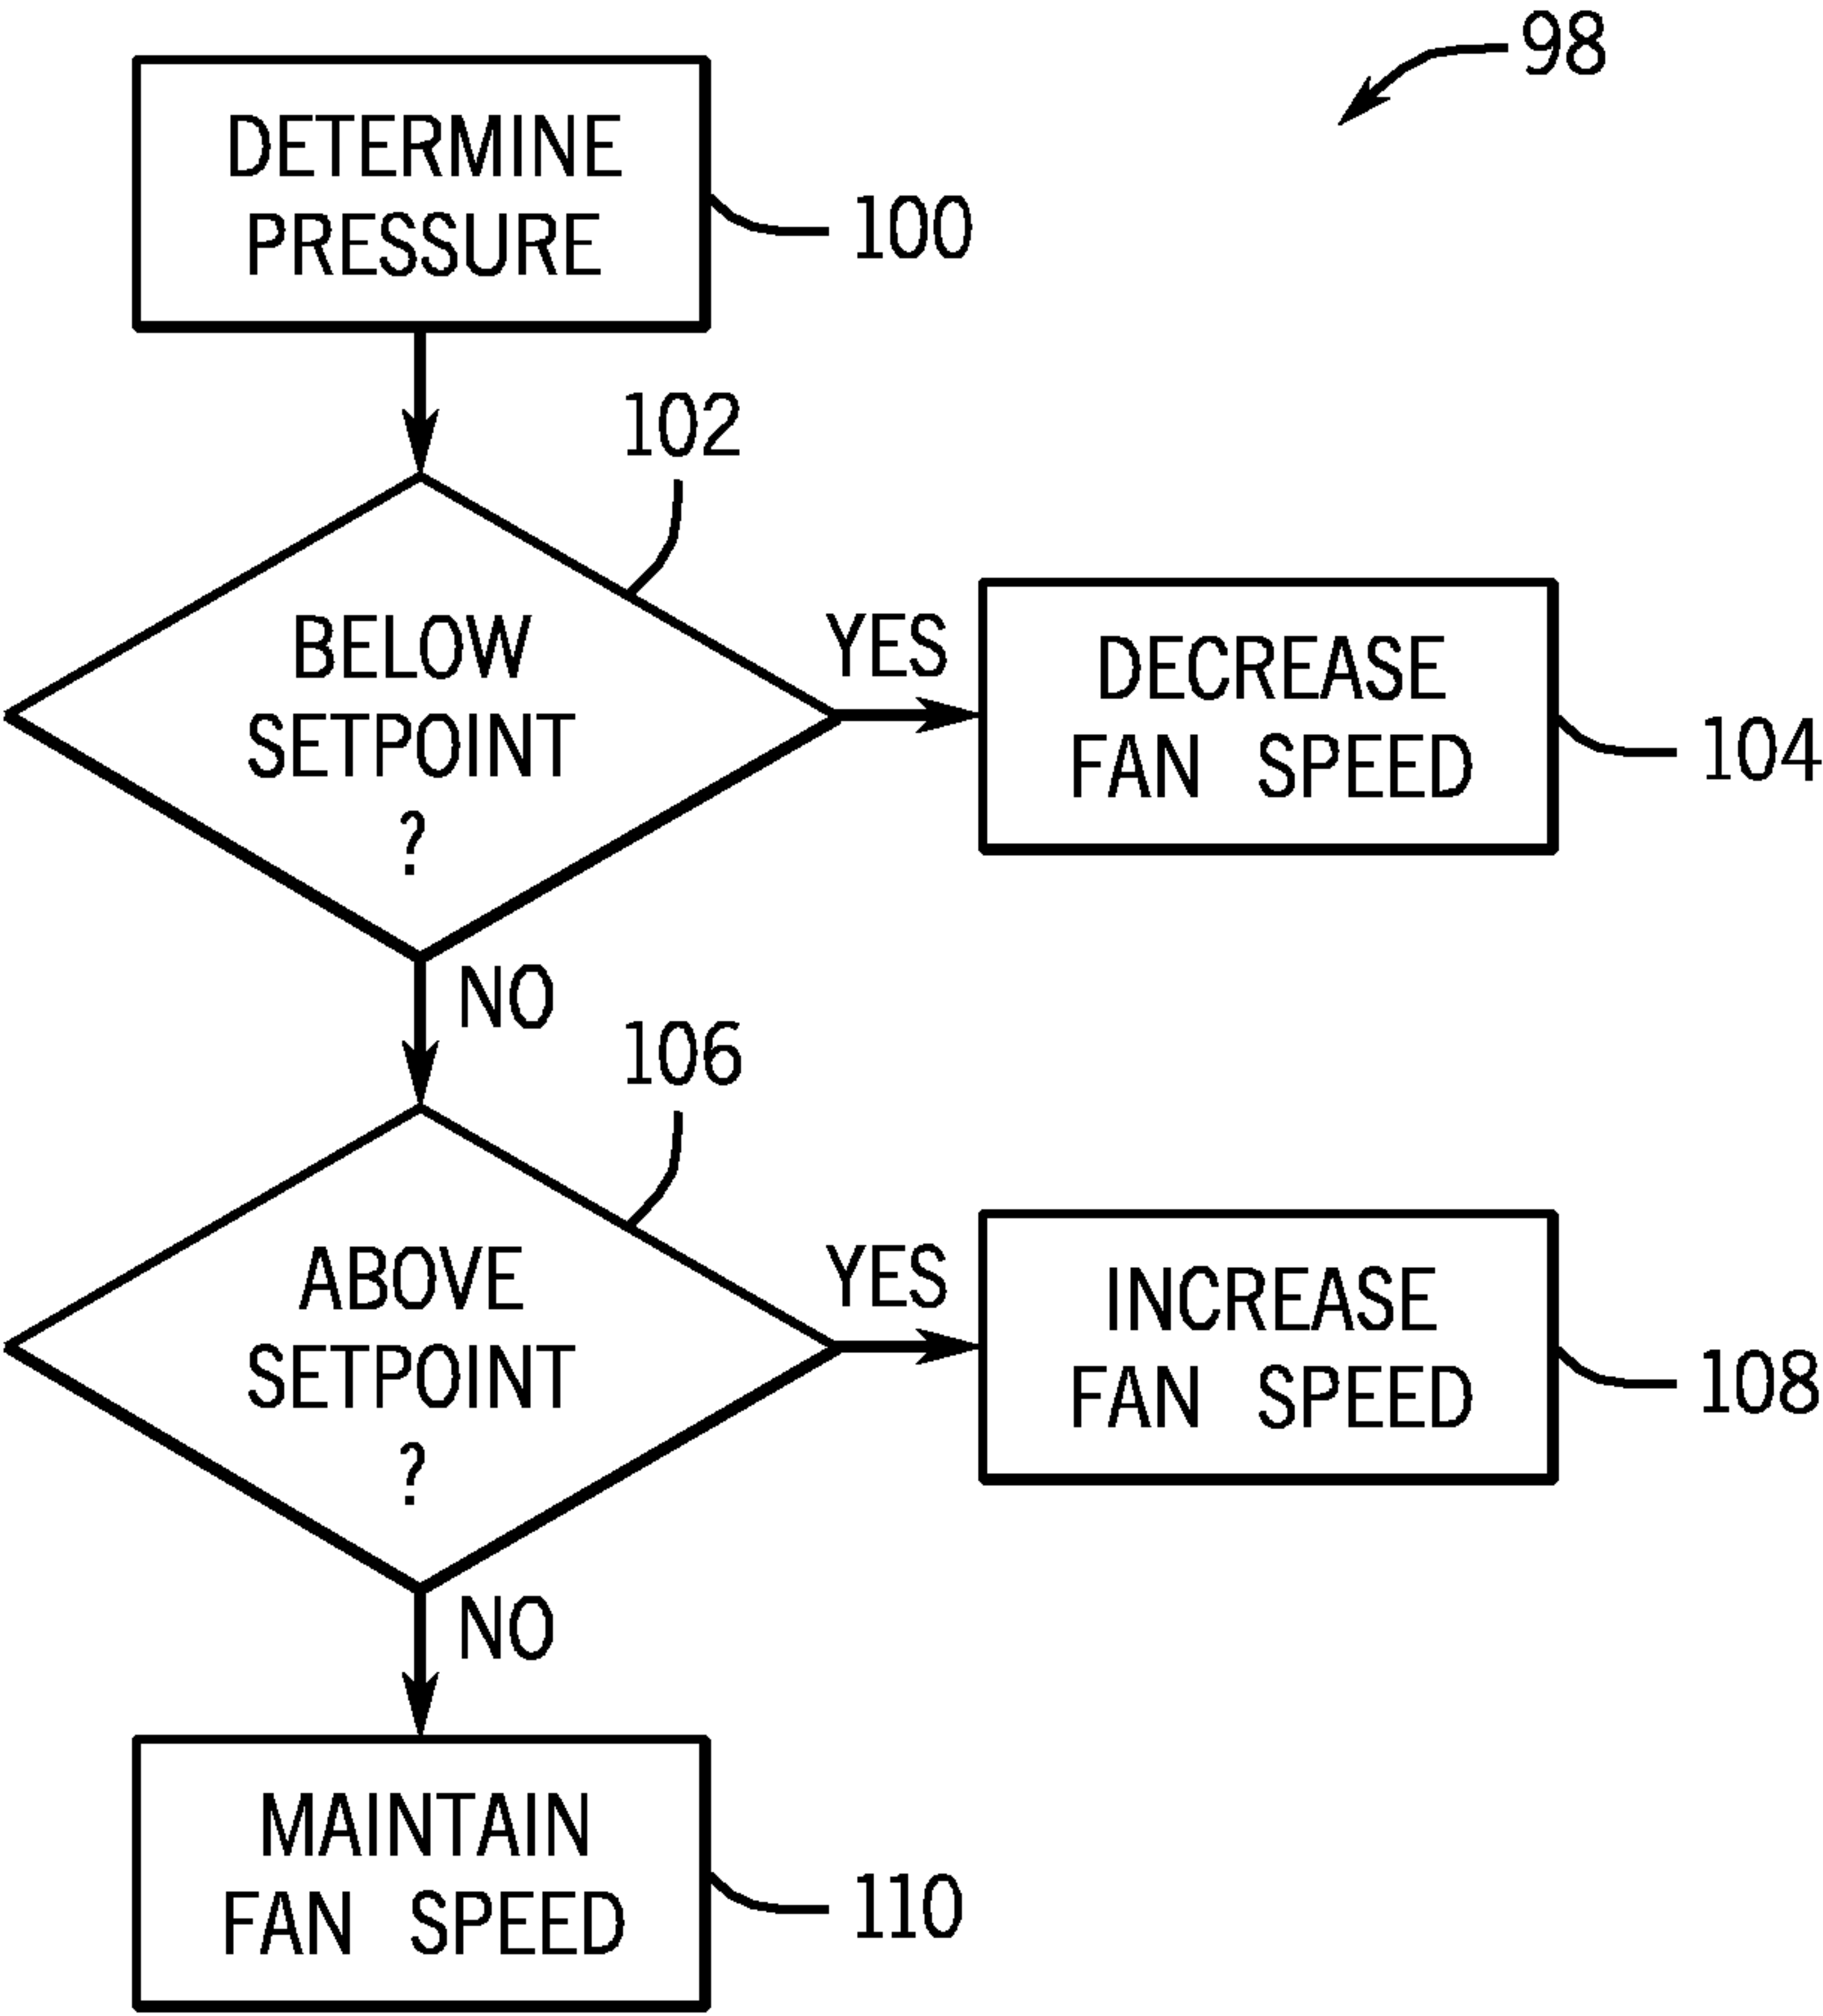 98
DETERMINE
PRESSURE
100
102
BELOW
SETPOINT
?
YES
DECREASE
FAN SPEED
104
NO
106
ABOVE
SETPOINT
?
YES
INCREASE
FAN SPEED
108
NO
MAINTAIN
FAN SPEED
110